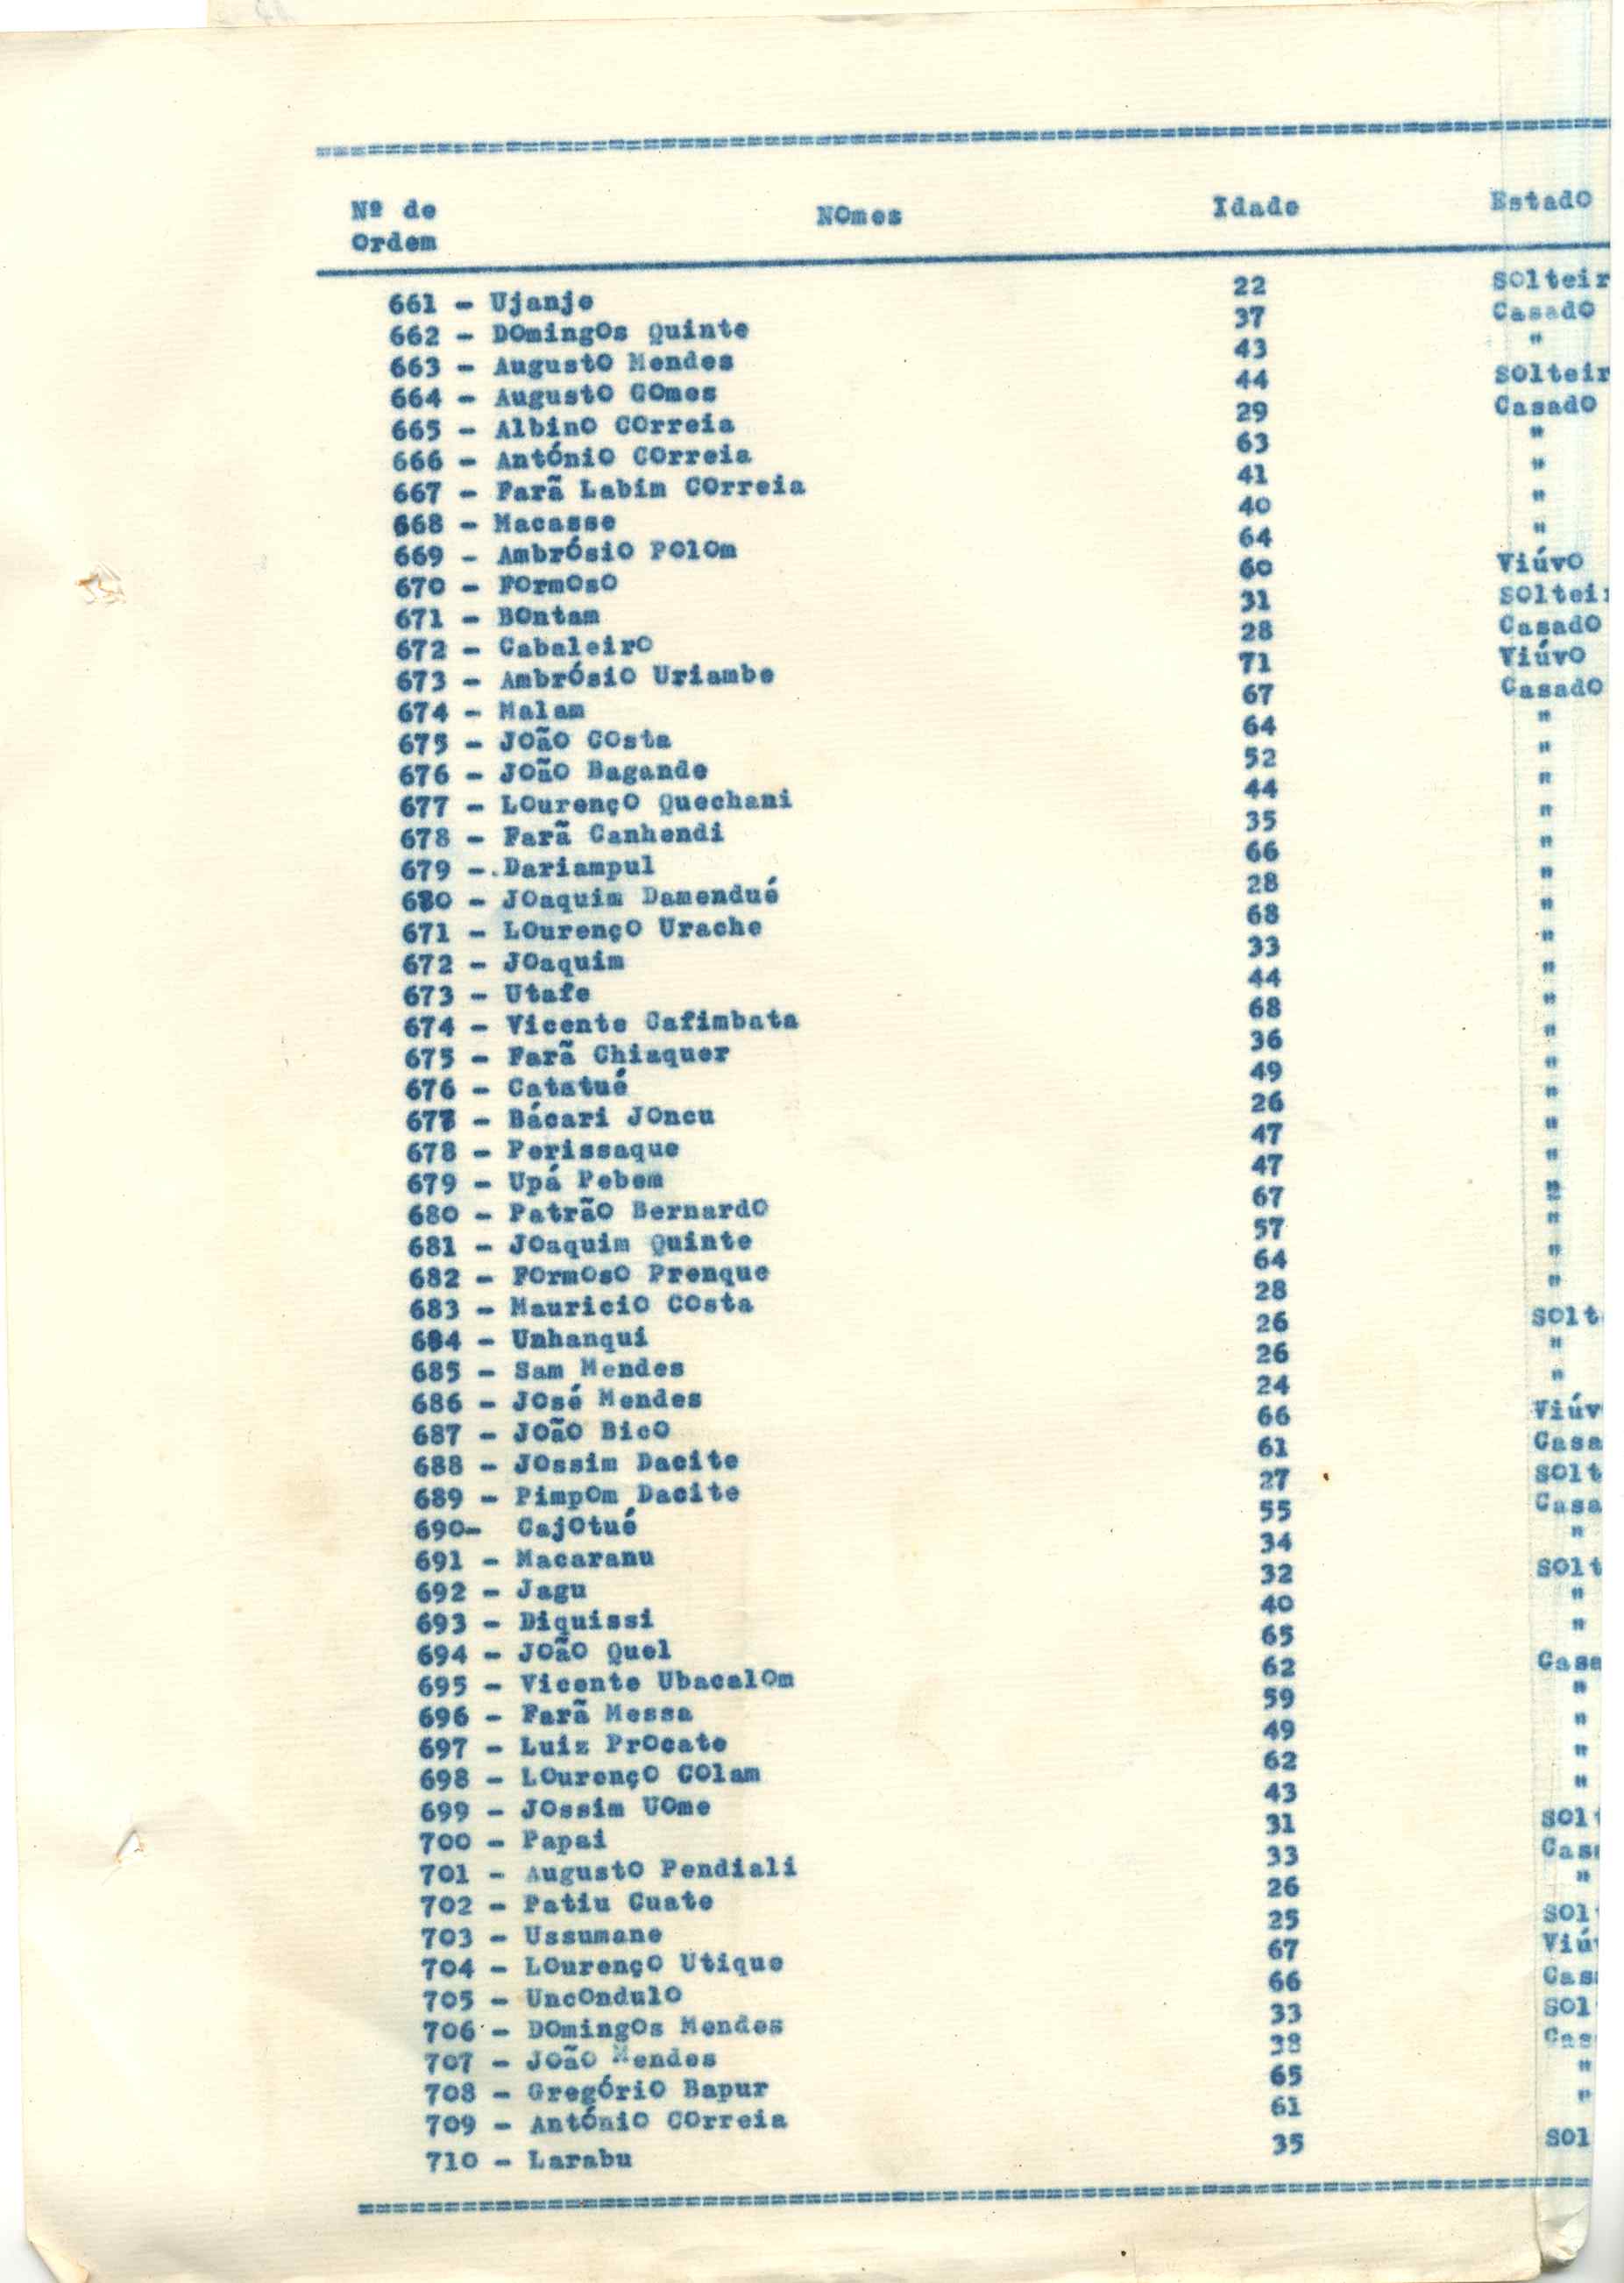 Nº de Ordem NOmes Idade EstadO
661 - Ujanje 22 SOlteir
662 - DOmingOs Quinte 37 CasadO
663 - AugustO Mendes 43 "
664 - AugustO GOmes 44 SOlteir
665 - AlbinO COrreia 29 CasadO
666 - AntÓniO COrreia 63 "
667 - Farã Labim COrreia 41 "
668 - Macasse 40 "
669 - AmbrÓsiO POlOm 64 "
670 - FOrmOsO 60 ViúvO
671 - BOntam 31 SOltei
672 - CabaleirO 28 CasadO
673 - AmbrÓsiO Uriambe 71 ViúvO
674 - Malam 67 CasadO
675 - JOãO COsta 64 "
676 - JOãO Bagande 52 "
677 - LOurençO Quechani 44 "
678 - Farã Canhendi 35 "
679 -.Dariampul 66 "
680 - JOaquim Damendué 28 "
671 - LOurençO Urache 68 "
672 - JOaquim 33 "
673 - Utafe 44 "
674 - Vicente Cafimbata 68 "
675 - Farã Chiaquer 36 "
676 - Catatué 49 "
677 - Bácari JOncu 26 "
678 - Ferissaque 47 "
679 - Upá Pebem 47 "
680 - PatrãO BernardO 67 "
681 - JOaquim Quinte 57 "
682 - FOrmOsO Prenque 64 "
683 - MauriciO COsta 28 "
684 - Unhanqui 26 SOlt
685 - Sam Mendes 26 "
686 - JOsé Mendes 24 "
687 - JOãO BicO 66 Viúv
688 - JOssim Dacite 61 Casa
689 - PimpOm Dacite 27 SOlt
690- CajOtué 55 Casa
691 - Macaranu 34 "
692 - Jagu 32 SOlt
693 - Diquissi 40 "
694 - JOãO Quel 65 "
695 - Vicente UbacalOm 62 Casa
696 - Farã Messa 59 "
697 - Luiz PrOcate 49 "
698 - LOurençO COlam 62 "
699 - JOssim UOme 43 "
700 - Papai 31 SOlt
701 - AugustO Pendiali 33 Cas
702 - Patiu Cuate 26 "
703 - Ussumane 25 SOl
704 - LOurençO Utique 67 Viú
705 - UncOndulO 66 Cas
706 - DOmingOs Mendes 33 SOl
707 - JOãO Mendes 38 Cas
708 - GregÓriO Bapur 65 "
709 - AntÓniO COrreia 61 "
710 - Larabu 35 SOl